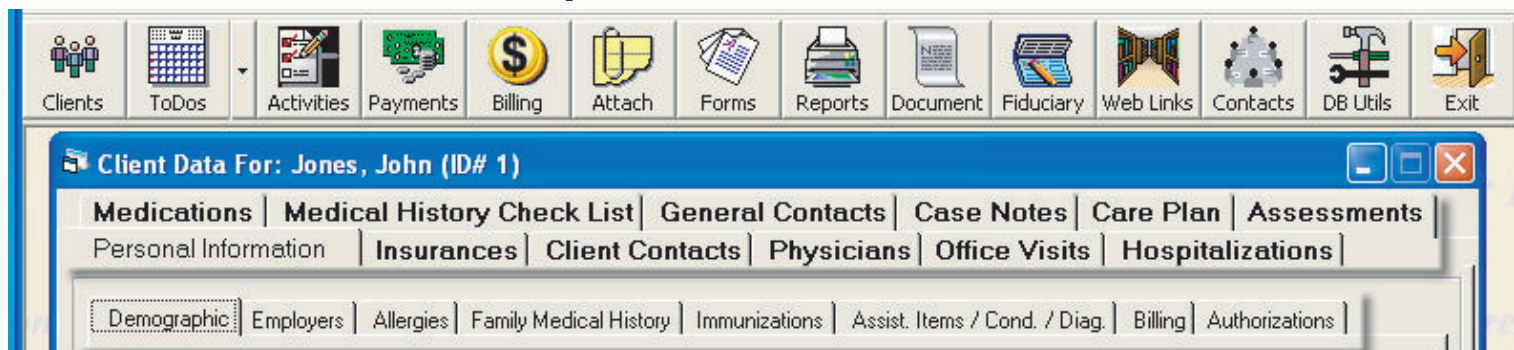 Clients ToDos Activities Payments Billing Attach Forms Reports Document Fiduciary Web Links Contacts DB Utils Exit
Client Data For: Jones, John (ID# 1)
Medications Medical History Check List General Contacts Case Notes Care Plan Assessments
Personal Information Insurances Client Contacts Physicians Office Visits Hospitalizations
Demographic Employers Allergies Family Medical History Immunizations Assist. Items / Cond. / Diag. Billing Authorizations